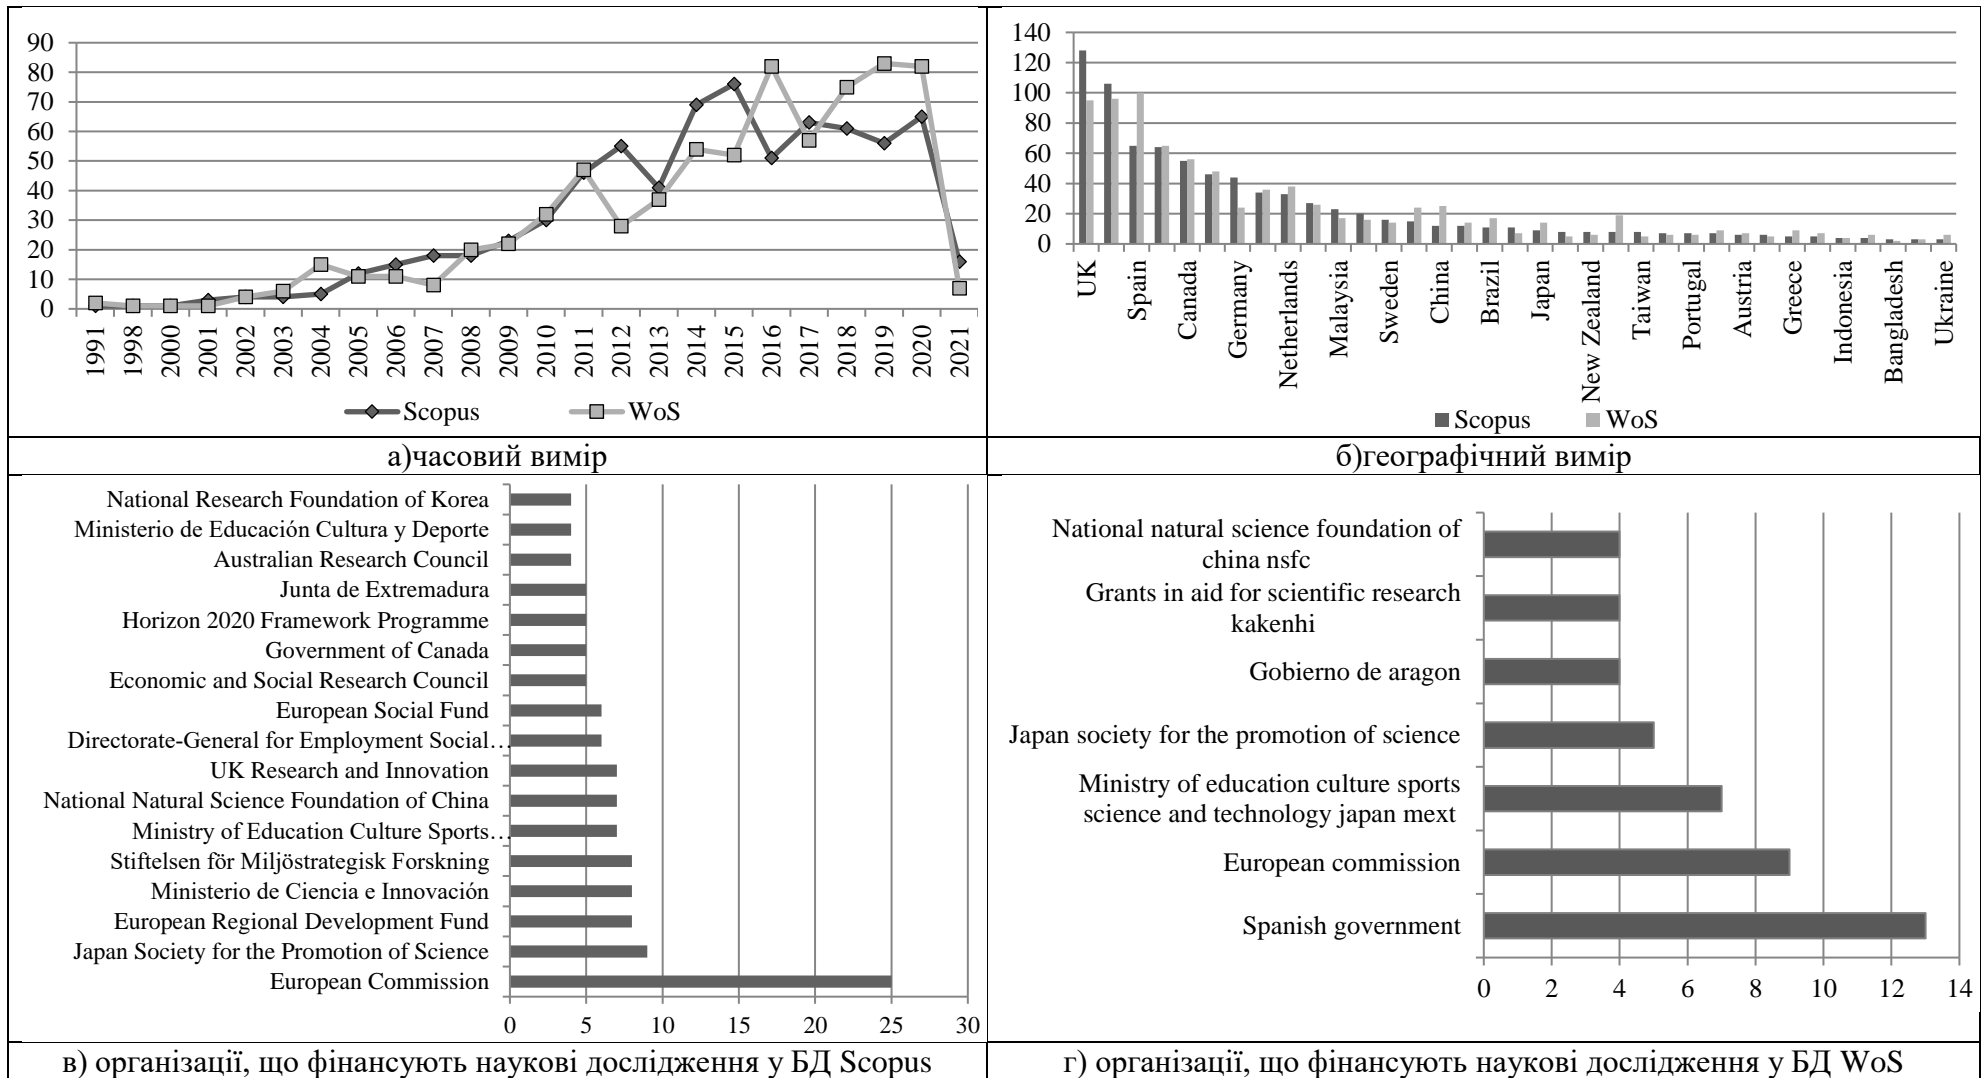 90
80
70
60
50
40
30
20
10
0
1991
1998
2000
2001
2002
2003
2004
2005
2006
2007
2008
2009
2010
2011
2012
2013
2014
2015
2016
2017
2018
2019
2020
2021
Scopus
WoS
а)часовий вимір
140
120
100
80
60
40
20
0
UK
Spain
Canada
Germany
Netherlands
Malaysia
Sweden
China
Brazil
Japan
New Zealand
Taiwan
Portugal
Austria
Greece
Indonesia
Bangladesh
Ukraine
Scopus
WoS
б)географічний вимір
National Research Foundation of Korea
Ministerio de Educación Cultura y Deporte
Australian Research Council
Junta de Extremadura
Horizon 2020 Framework Programme
Government of Canada
Economic and Social Research Council
European Social Fund
Directorate-General for Employment Social…
UK Research and Innovation
National Natural Science Foundation of China
Ministry of Education Culture Sports…
Stiftelsen för Miljöstrategisk Forskning
Ministerio de Ciencia e Innovación
European Regional Development Fund
Japan Society for the Promotion of Science
European Commission
0 5 10 15 20 25 30
в) організації, що фінансують наукові дослідження у БД Scopus
National natural science foundation of
china nsfc
Grants in aid for scientific research
kakenhi
Gobierno de aragon
Japan society for the promotion of science
Ministry of education culture sports
science and technology japan mext
European commission
Spanish government
0 2 4 6 8 10 12 14
г) організації, що фінансують наукові дослідження у БД WoS